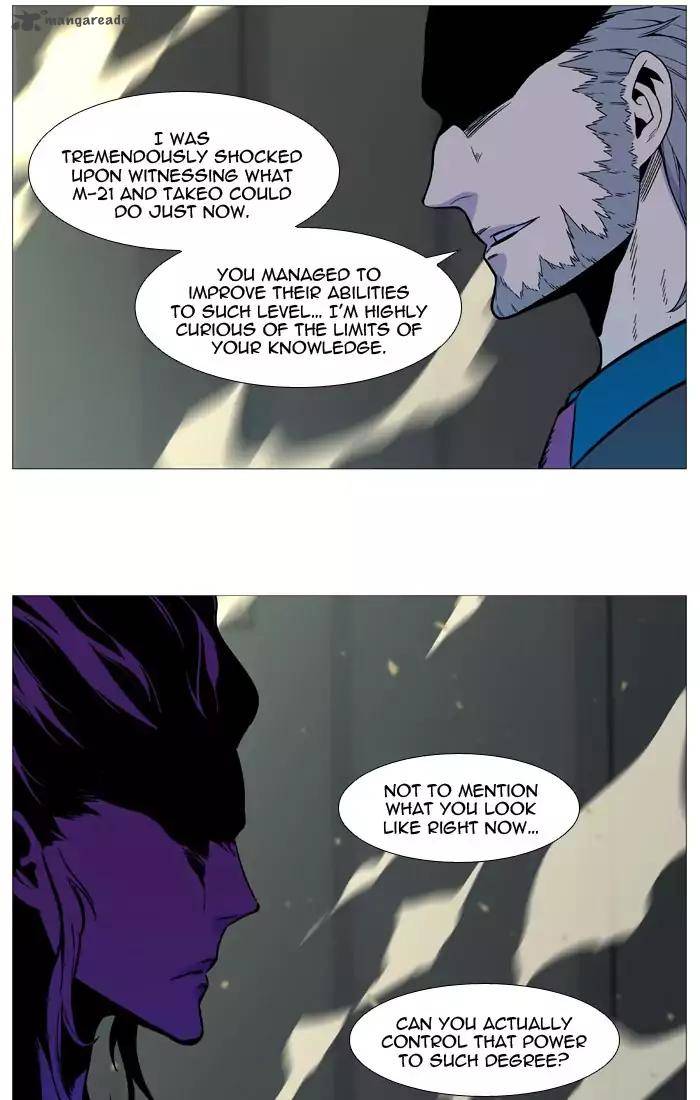 mangareade
I WAS
TREMENDOUSLY SHOCKED
UPON WITNESSING WHAT
M-21 AND TAKEO COULD
DO JUST NOW.
YOU MANAGED TO
IMPROVE THEIR ABILITIES
TO SUCH LEVEL... I'M HIGHLY
CURIOUS OF THE LIMITS OF
YOUR KNOWLEDGE.
NOT TO MENTION
WHAT YOU LOOK
LIKE RIGHT NOW...
CAN YOU ACTUALLY
CONTROL THAT POWER
TO SUCH DEGREE?